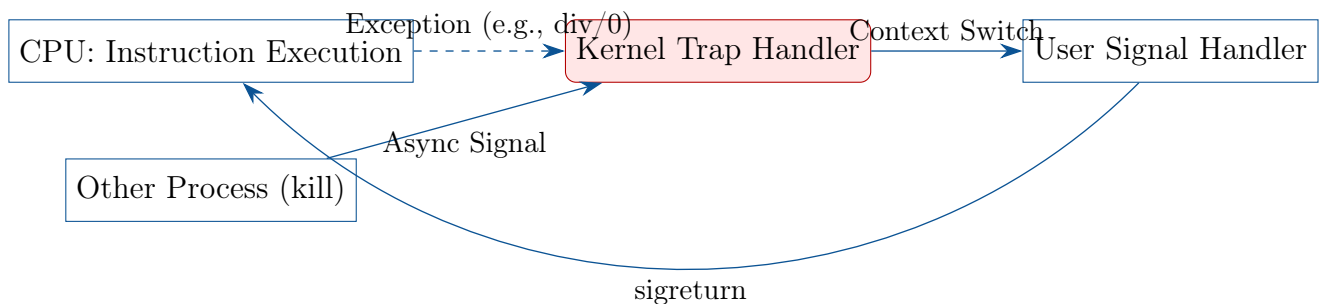 Exception (e.g., div/0)
CPU: Instruction Execution
Kernel Trap Handler
Context Switch
User Signal Handler
Async Signal
Other Process (kill)
sigreturn